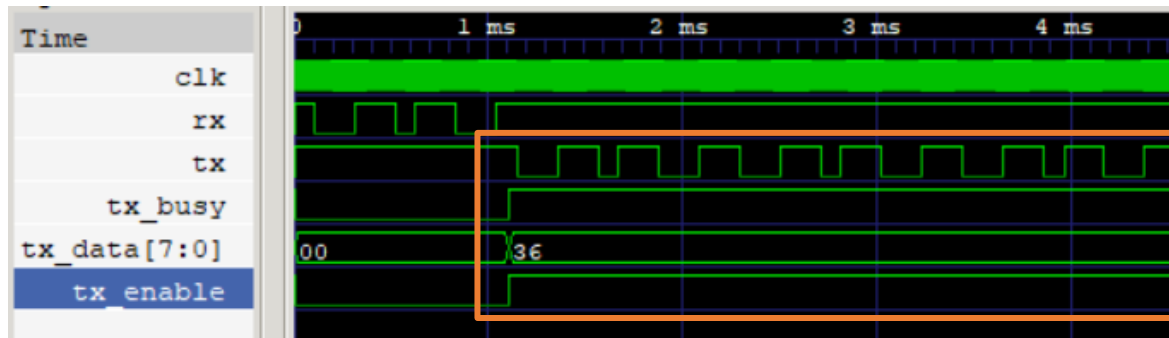 Time
0 1 ms 2 ms 3 ms 4 ms
clk
rx
tx
tx_busy
tx_data[7:0] 00 36
tx_enable